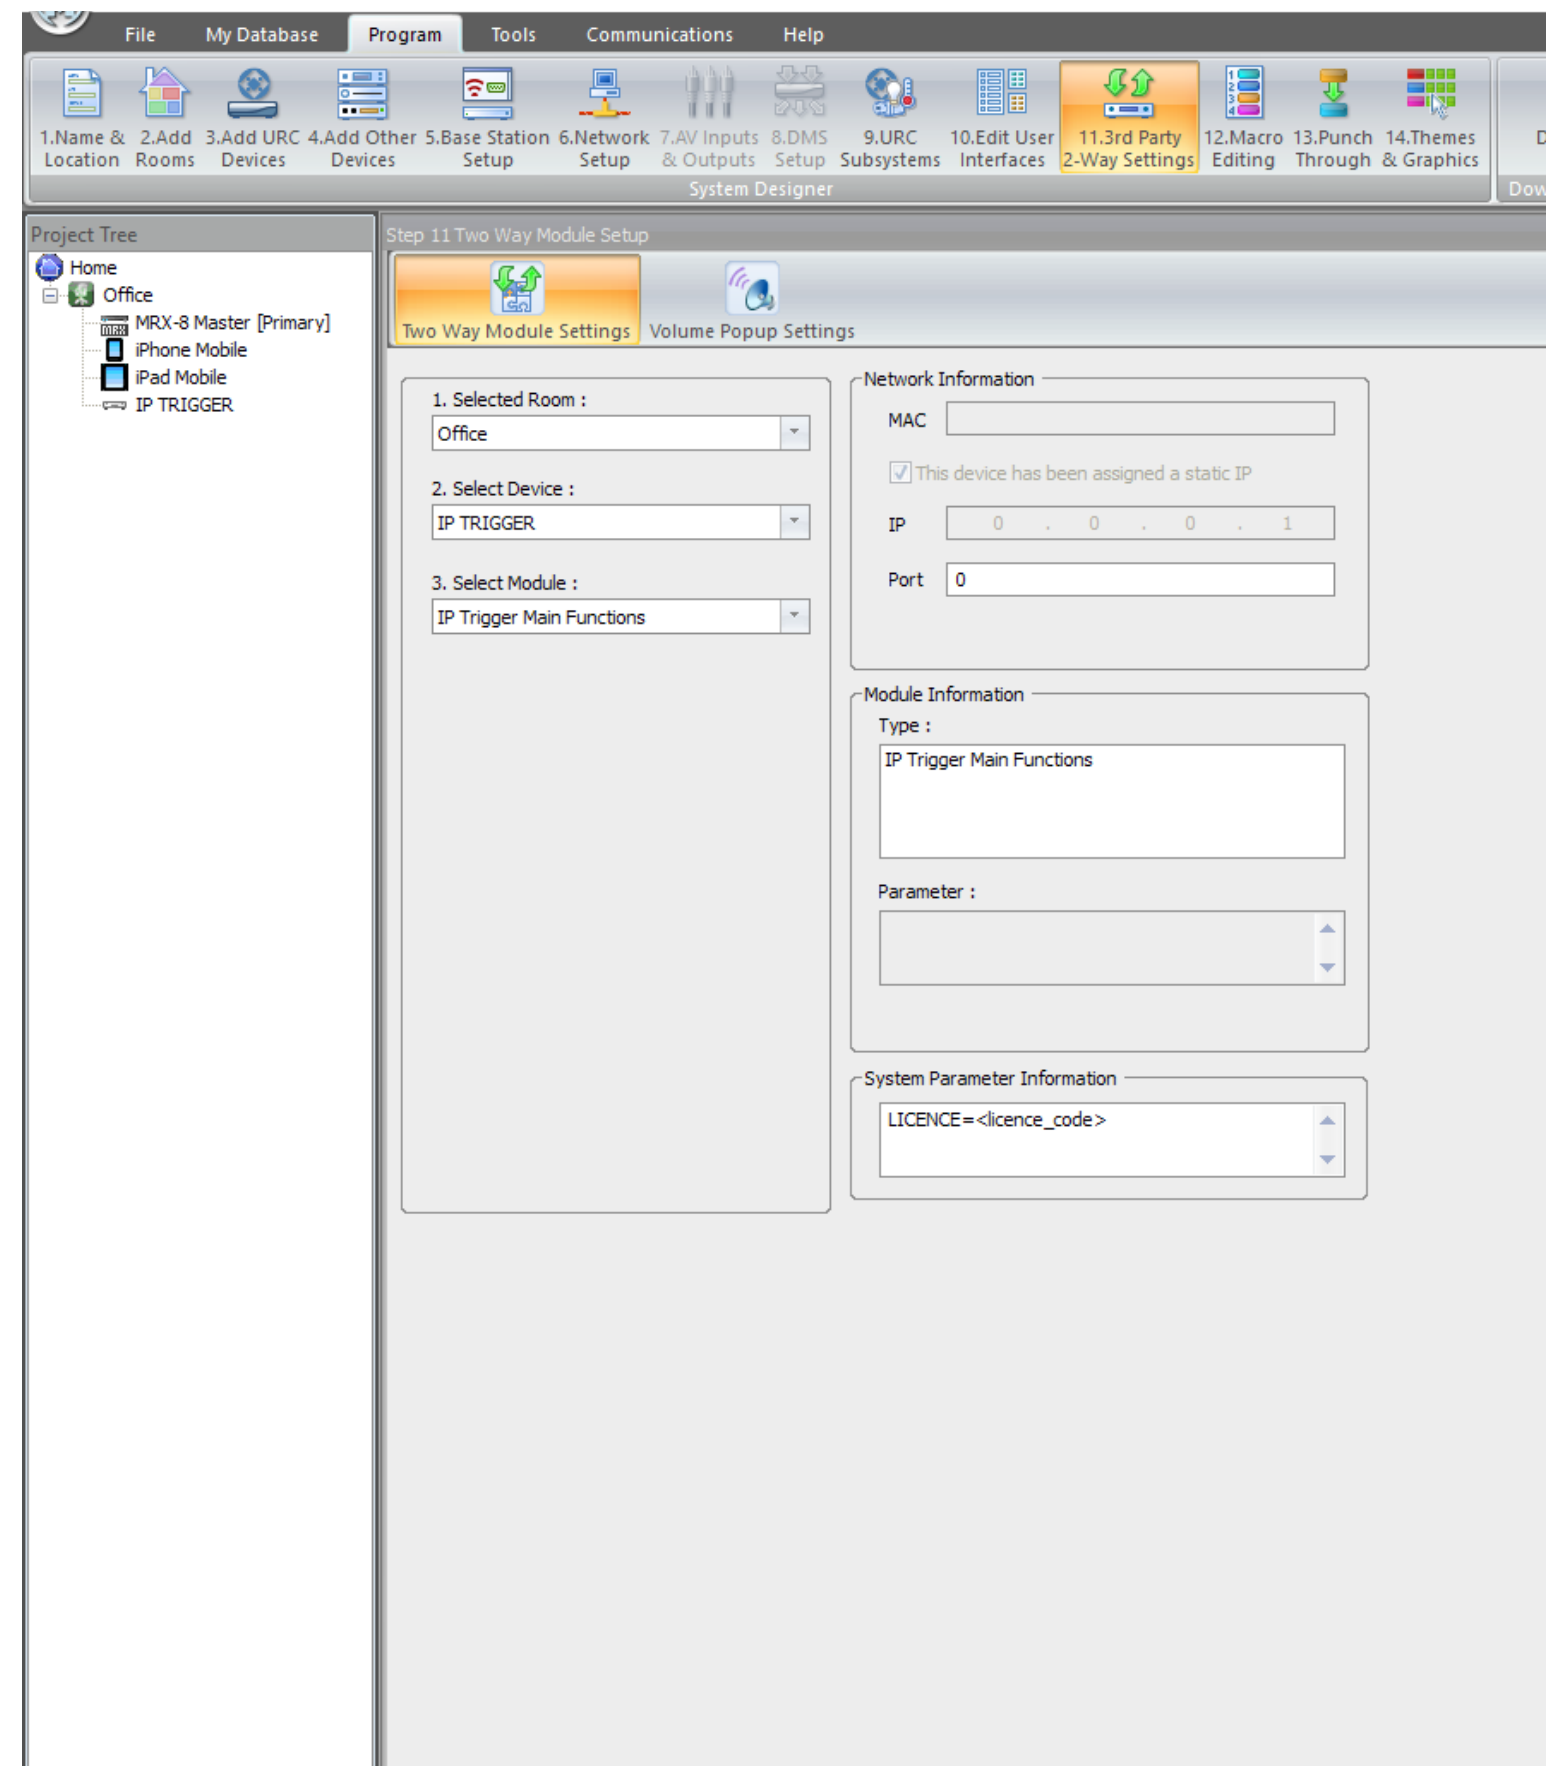 File My Database Program Tools Communications Help
1.Name & Location 2.Add Rooms 3.Add URC Devices 4.Add Other Devices 5.Base Station Setup 6.Network Setup 7.AV Inputs & Outputs 8.DMS Setup 9.URC Subsystems 10.Edit User Interfaces 11.3rd Party 2-Way Settings 12.Macro Editing 13.Punch Through 14.Themes & Graphics
System Designer
Project Tree
Home
Office
MRX-8 Master [Primary]
iPhone Mobile
iPad Mobile
IP TRIGGER
Step 11 Two Way Module Setup
Two Way Module Settings Volume Popup Settings
1. Selected Room :
Office
2. Select Device :
IP TRIGGER
3. Select Module :
IP Trigger Main Functions
Network Information
MAC
This device has been assigned a static IP
IP 0 . 0 . 0 . 1
Port 0
Module Information
Type :
IP Trigger Main Functions
Parameter :
System Parameter Information
LICENCE=<licence_code>